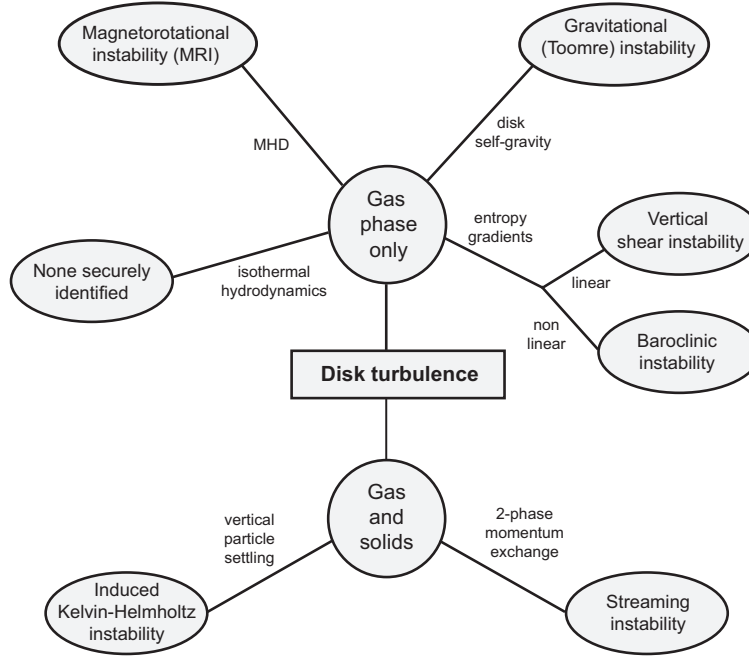 Magnetorotational
instability (MRI)
Gravitational
(Toomre) instability
MHD
disk
self-gravity
Gas
phase
only
entropy
gradients
Vertical
shear instability
None securely
identified
isothermal
hydrodynamics
linear
non
linear
Baroclinic
instability
Disk turbulence
Gas
and
solids
vertical
particle
settling
2-phase
momentum
exchange
Induced
Kelvin-Helmholtz
instability
Streaming
instability